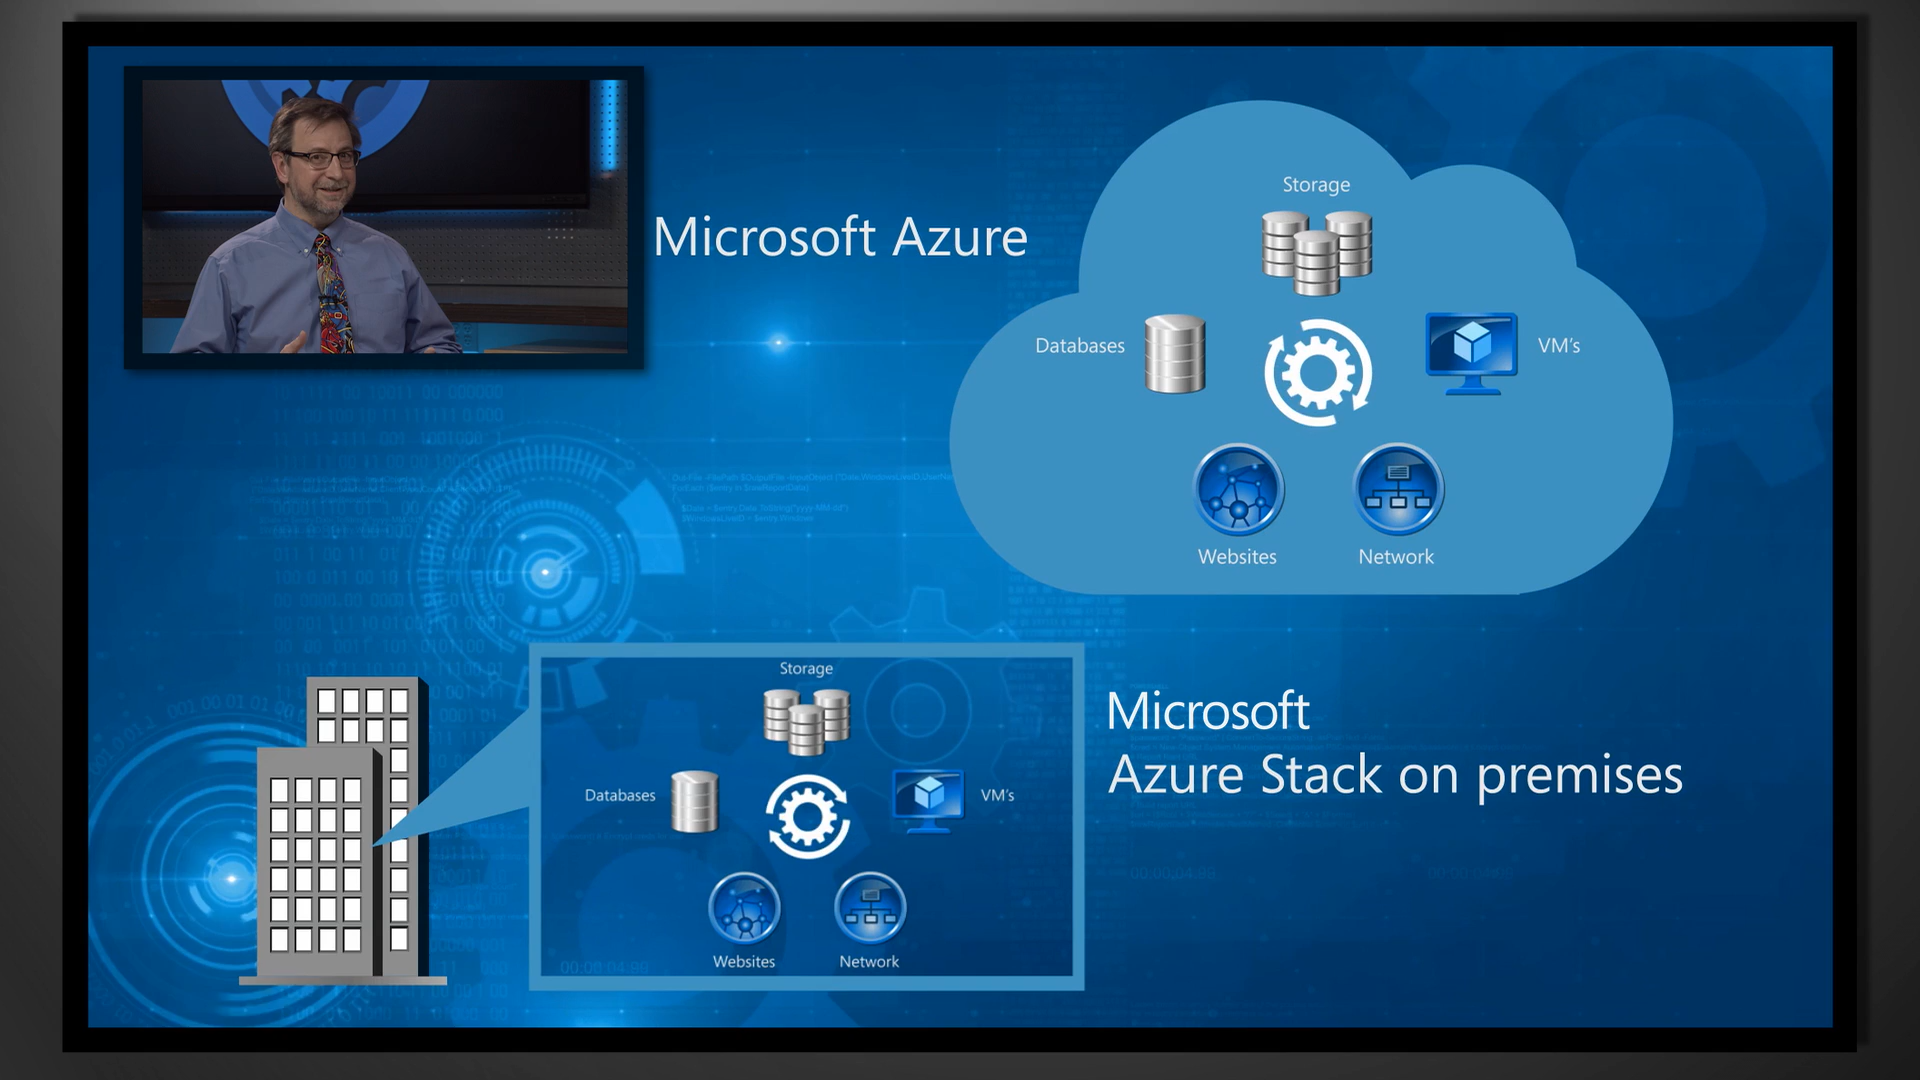 Microsoft Azure
Storage
Databases
VM's
Websites
Network
Storage
Databases
VM's
Websites
Network
Microsoft
Azure Stack on premises